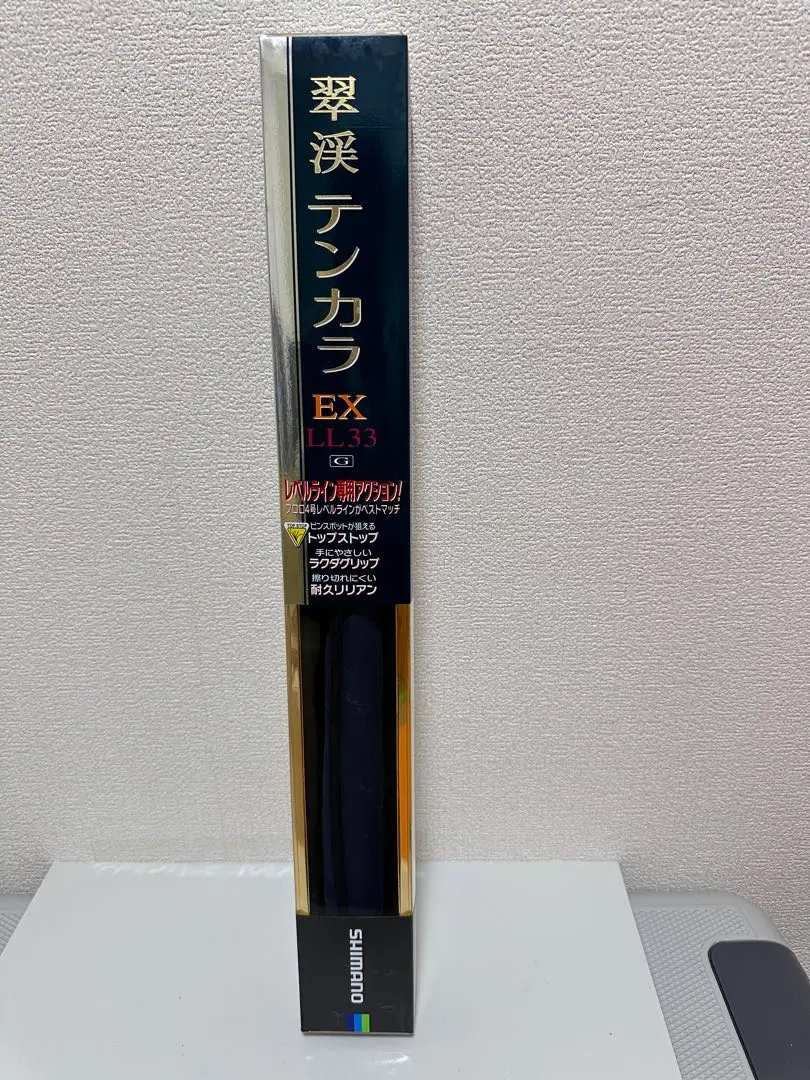 翠渓テンカラ
EX
LL33
G
レベルライン専用アクション!
フロロ4号レベルラインがベストマッチ
TOP STOP
ピンスポットが狙える
トップストップ
手にやさしい
ラクダグリップ
擦り切れにくい
耐久リリアン
SHIMANO